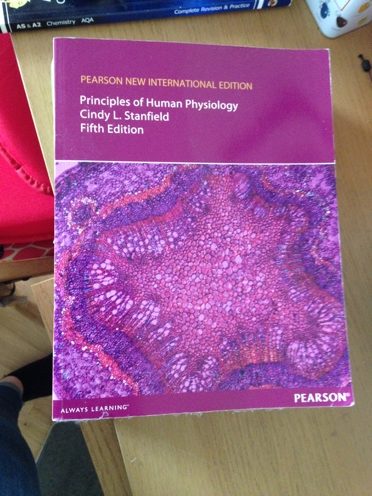 Complete Revision & Practice
AS & A2 Chemistry AQA
PEARSON NEW INTERNATIONAL EDITION
Principles of Human Physiology
Cindy L. Stanfield
Fifth Edition
ALWAYS LEARNING™
PEARSON®